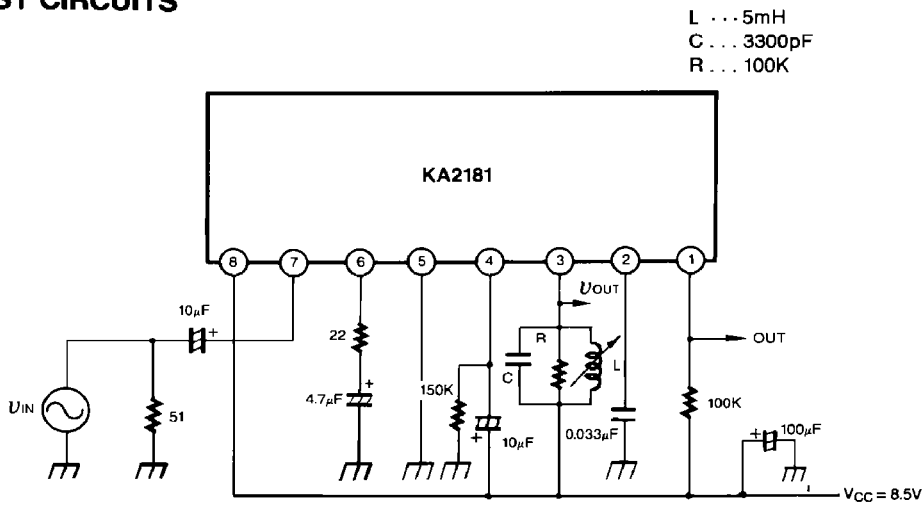 ST CIRCUITS
L ... 5mH
C ... 3300pF
R ... 100K
KA2181
8 7 6 5 4 3 2 1
10μF
+
υIN
51
22
+
4.7μF
150K
+
10μF
υOUT
R
C
L
0.033μF
OUT
100K
+
100μF
VCC = 8.5V